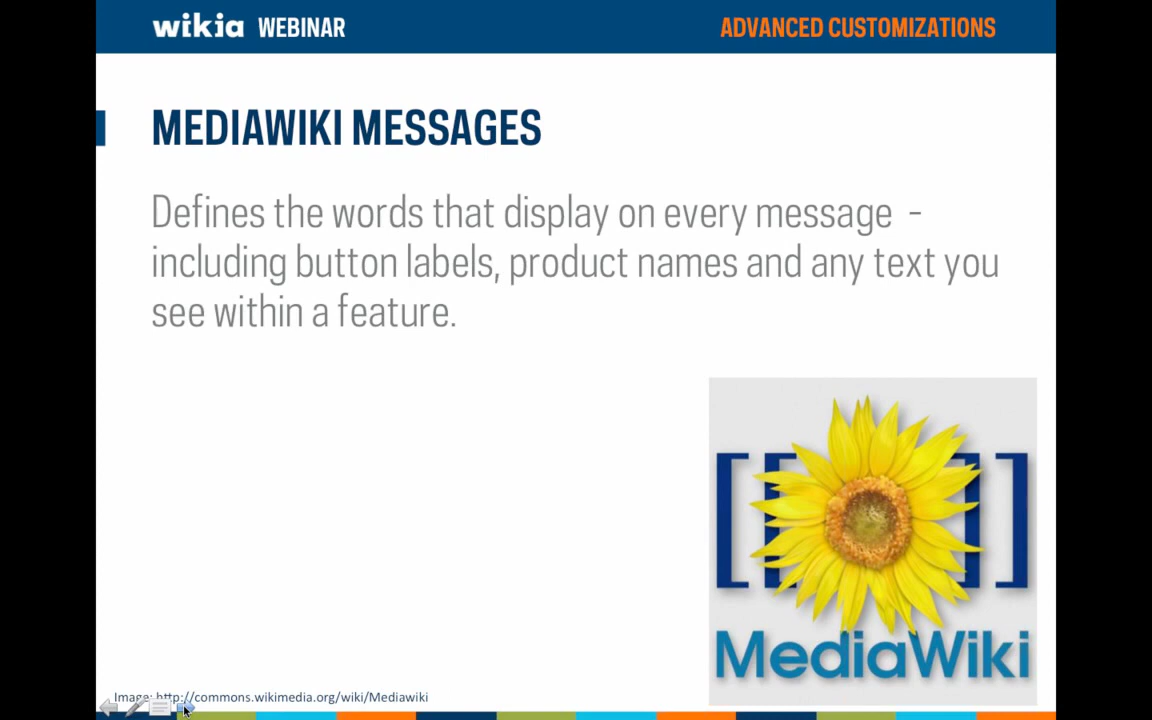 wikia WEBINAR
ADVANCED CUSTOMIZATIONS
MEDIAWIKI MESSAGES
Defines the words that display on every message -
including button labels, product names and any text you
see within a feature.
[[ ]]
MediaWiki
Image: http://commons.wikimedia.org/wiki/Mediawiki